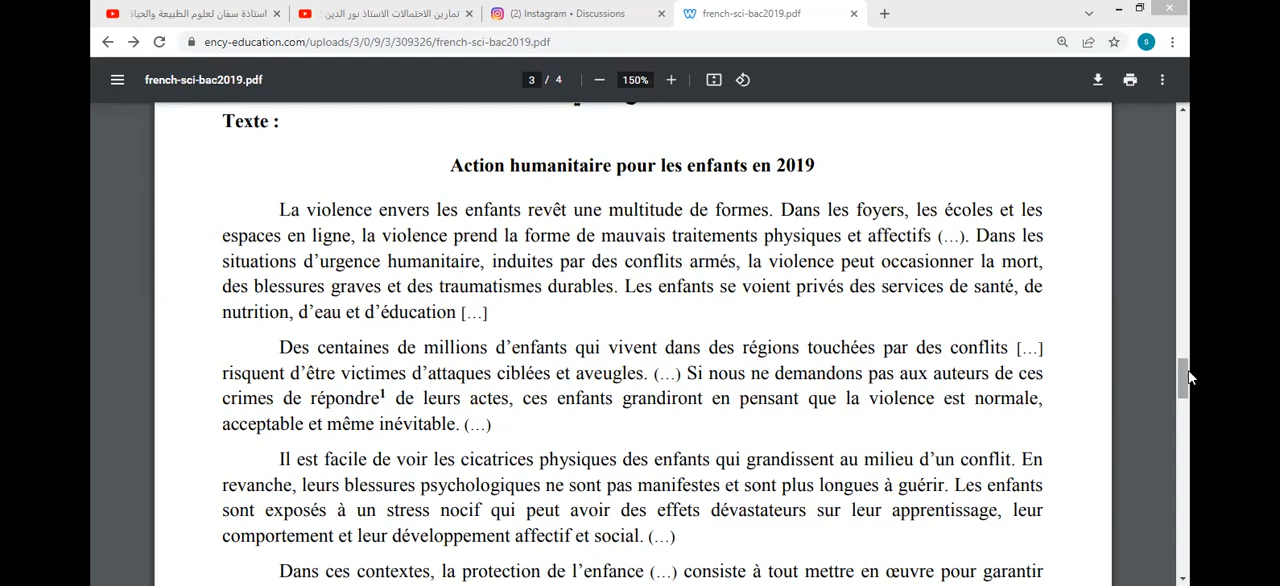 استاذة سفان لعلوم الطبيعة والحياة
تمارين الاحتمالات الاستاذ نور الدين
(2) Instagram • Discussions
french-sci-bac2019.pdf
ency-education.com/uploads/3/0/9/3/309326/french-sci-bac2019.pdf
S
french-sci-bac2019.pdf
3 / 4
150%
Texte :
Action humanitaire pour les enfants en 2019
La violence envers les enfants revêt une multitude de formes. Dans les foyers, les écoles et les
espaces en ligne, la violence prend la forme de mauvais traitements physiques et affectifs (…). Dans les
situations d’urgence humanitaire, induites par des conflits armés, la violence peut occasionner la mort,
des blessures graves et des traumatismes durables. Les enfants se voient privés des services de santé, de
nutrition, d’eau et d’éducation […]
Des centaines de millions d’enfants qui vivent dans des régions touchées par des conflits […]
risquent d’être victimes d’attaques ciblées et aveugles. (…) Si nous ne demandons pas aux auteurs de ces
crimes de répondre¹ de leurs actes, ces enfants grandiront en pensant que la violence est normale,
acceptable et même inévitable. (…)
Il est facile de voir les cicatrices physiques des enfants qui grandissent au milieu d’un conflit. En
revanche, leurs blessures psychologiques ne sont pas manifestes et sont plus longues à guérir. Les enfants
sont exposés à un stress nocif qui peut avoir des effets dévastateurs sur leur apprentissage, leur
comportement et leur développement affectif et social. (…)
Dans ces contextes, la protection de l’enfance (…) consiste à tout mettre en œuvre pour garantir